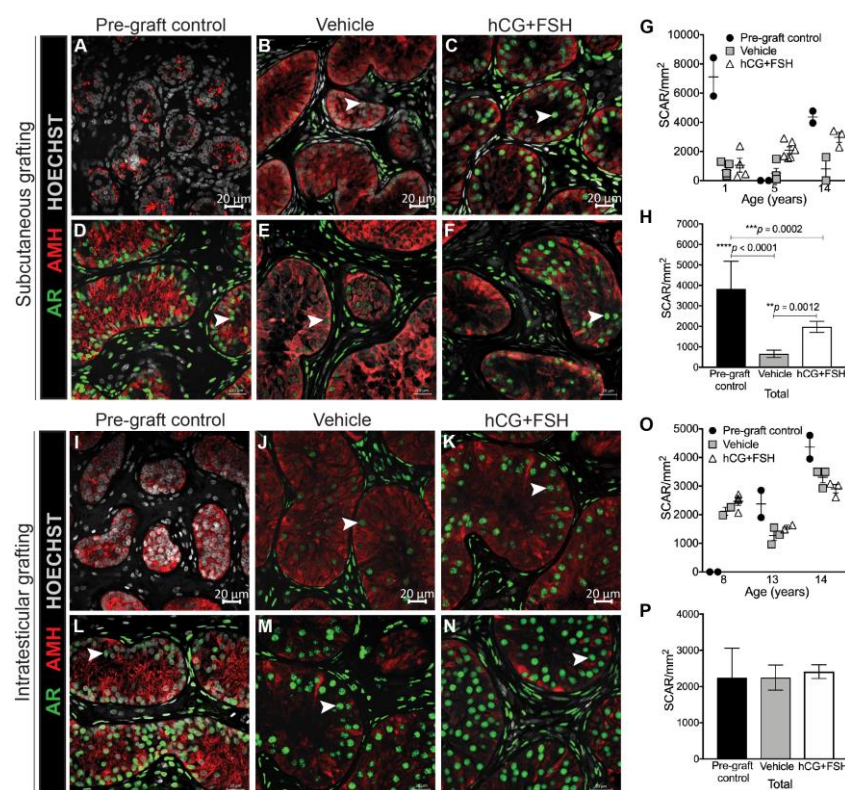 Pre-graft control Vehicle hCG+FSH
Subcutaneous grafting
AR AMH HOECHST
A B C
20 µm 20 µm 20 µm
D E F
G
Pre-graft control
Vehicle
hCG+FSH
SCAR/mm²
10000
8000
6000
4000
2000
0
1 5 14
Age (years)
H
***p = 0.0002
****p < 0.0001
**p = 0.0012
SCAR/mm²
7000
6000
5000
4000
3000
2000
1000
0
Pre-graft control Vehicle hCG+FSH
Total
Pre-graft control Vehicle hCG+FSH
Intratesticular grafting
AR AMH HOECHST
I J K
20 µm 20 µm 20 µm
L M N
O
Pre-graft control
Vehicle
hCG+FSH
SCAR/mm²
5000
4000
3000
2000
1000
0
8 13 14
Age (years)
P
SCAR/mm²
4000
3000
2000
1000
0
Pre-graft control Vehicle hCG+FSH
Total